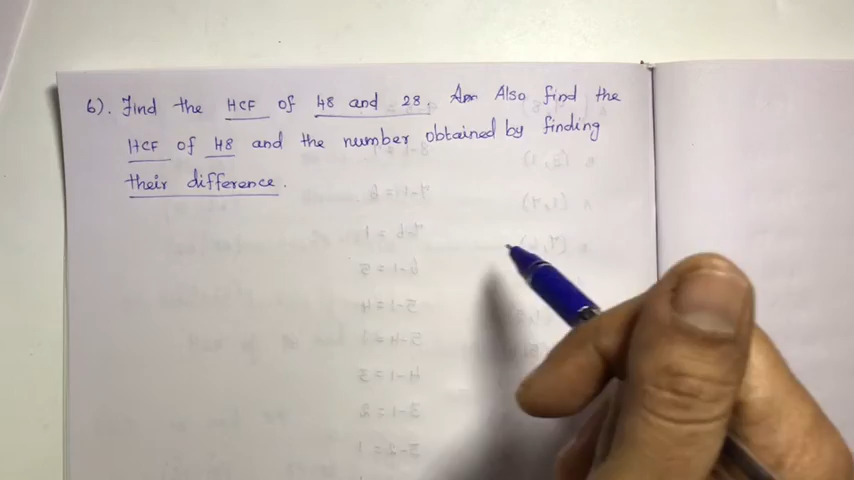 6). Find the HCF of 48 and 28. Am Also find the
HCF of 48 and the number obtained by finding
their difference.